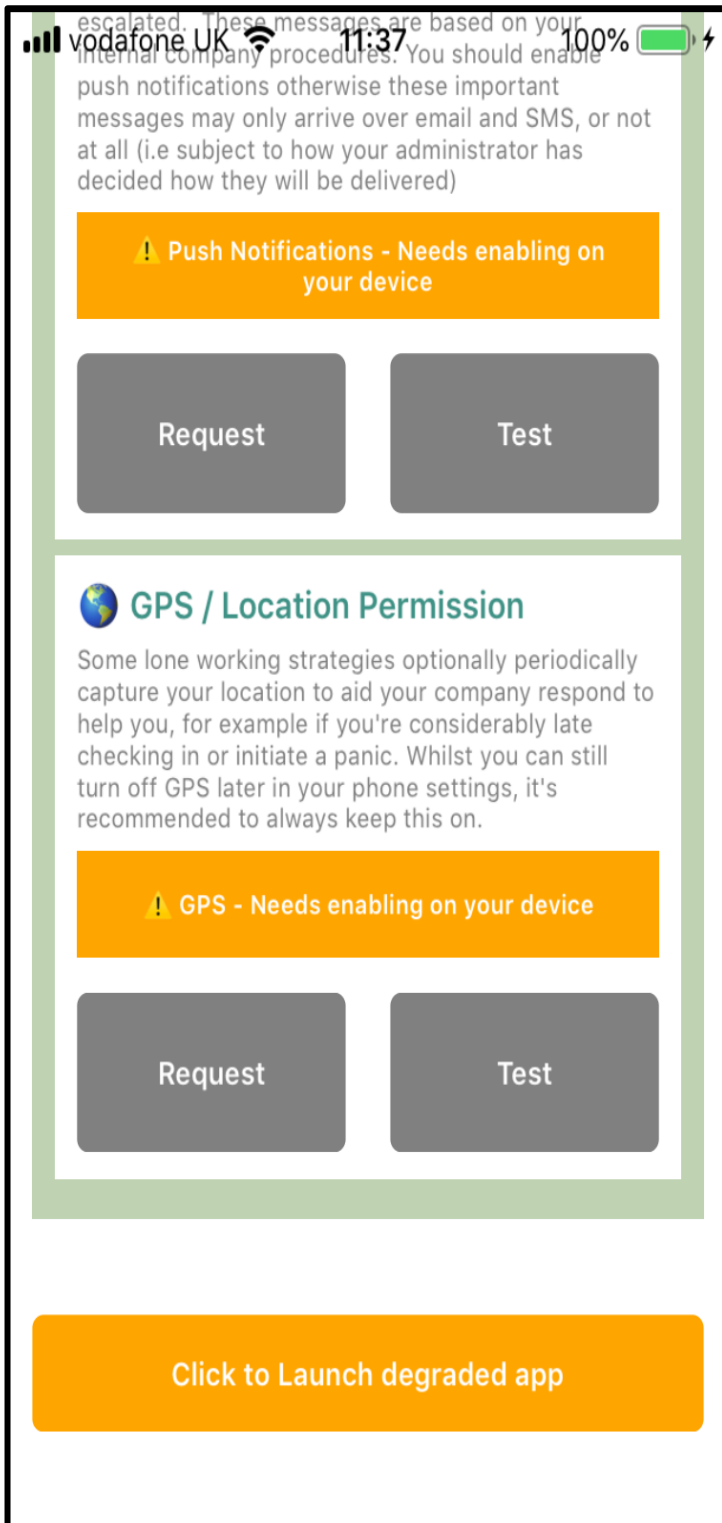 escalated. These messages are based on your
vodafone UK 11:37 100%
internal company procedures. You should enable
push notifications otherwise these important
messages may only arrive over email and SMS, or not
at all (i.e subject to how your administrator has
decided how they will be delivered)
Push Notifications - Needs enabling on
your device
Request Test
GPS / Location Permission
Some lone working strategies optionally periodically
capture your location to aid your company respond to
help you, for example if you're considerably late
checking in or initiate a panic. Whilst you can still
turn off GPS later in your phone settings, it's
recommended to always keep this on.
GPS - Needs enabling on your device
Request Test
Click to Launch degraded app